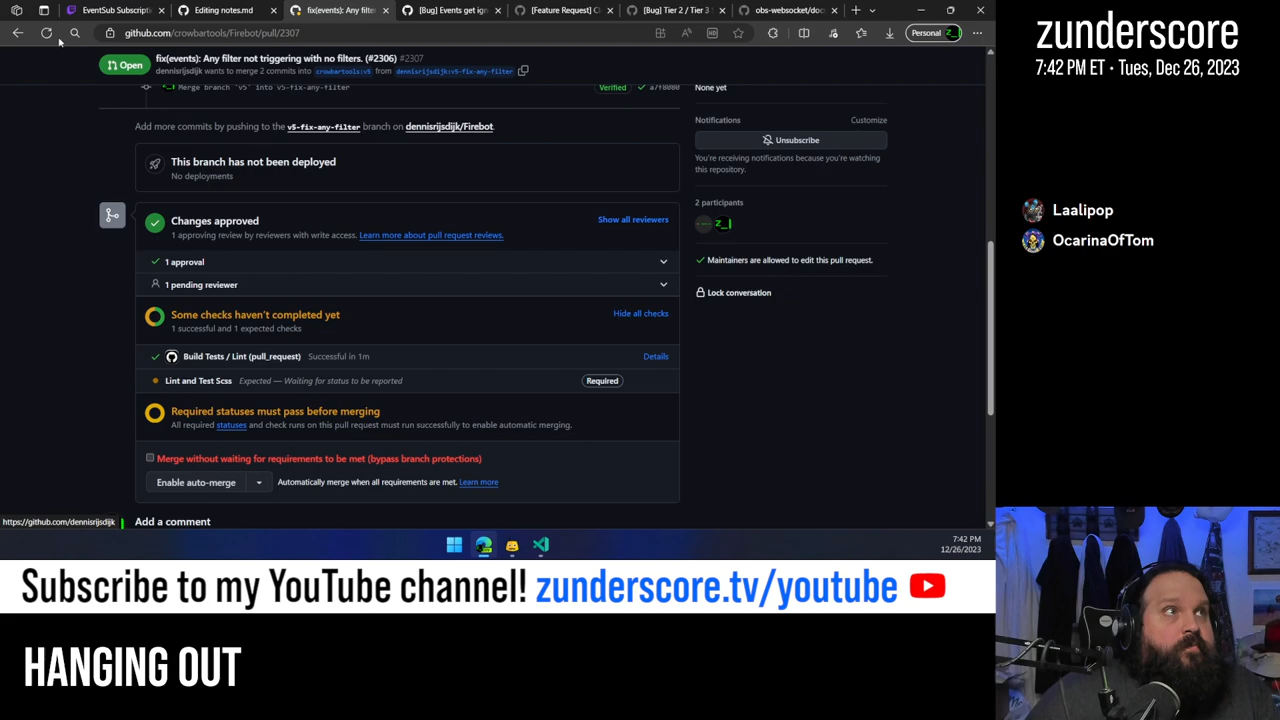 EventSub Subscripti
Editing notes.md
fix(events): Any filte
[Bug] Events get ign
[Feature Request] Cl
[Bug] Tier 2 / Tier 3 S
obs-websocket/doc
github.com/crowbartools/Firebot/pull/2307
Personal
zunderscore
7:42 PM ET · Tues, Dec 26, 2023
Open
fix(events): Any filter not triggering with no filters. (#2306) #2307
dennisrijsdijk wants to merge 2 commits into crowbartools:v5 from dennisrijsdijk:v5-fix-any-filter
Merge branch "v5" into v5-fix-any-filter
Verified
a7f8080
None yet
Add more commits by pushing to the v5-fix-any-filter branch on dennisrijsdijk/Firebot.
Notifications
Customize
Unsubscribe
You're receiving notifications because you're watching
this repository.
This branch has not been deployed
No deployments
2 participants
Changes approved
Show all reviewers
1 approving review by reviewers with write access. Learn more about pull request reviews.
1 approval
1 pending reviewer
Maintainers are allowed to edit this pull request.
Lock conversation
Some checks haven't completed yet
Hide all checks
1 successful and 1 expected checks
Build Tests / Lint (pull_request) Successful in 1m
Details
Lint and Test Scss Expected — Waiting for status to be reported
Required
Required statuses must pass before merging
All required statuses and check runs on this pull request must run successfully to enable automatic merging.
Merge without waiting for requirements to be met (bypass branch protections)
Enable auto-merge
Automatically merge when all requirements are met. Learn more
https://github.com/dennisrijsdijk
Add a comment
Laalipop
OcarinaOfTom
7:42 PM
12/26/2023
Subscribe to my YouTube channel! zunderscore.tv/youtube
HANGING OUT